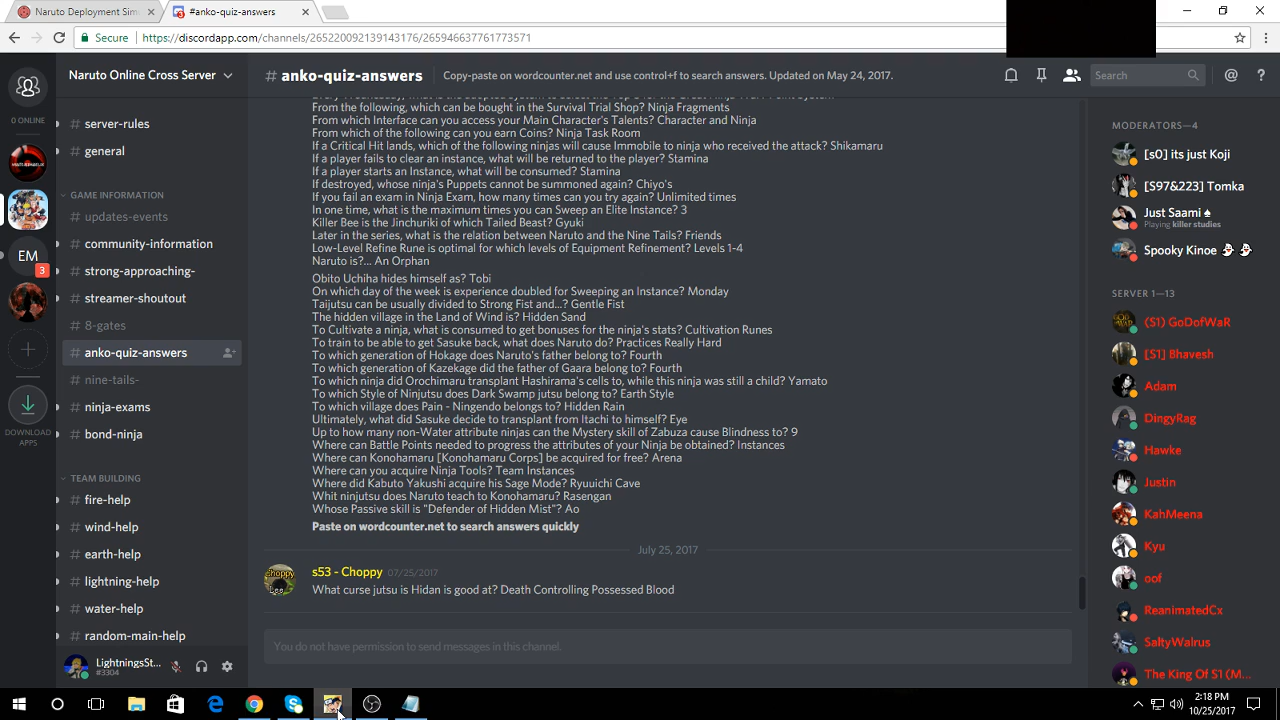 Naruto Deployment Simu
#anko-quiz-answers
Secure
https://discordapp.com/channels/265220092139143176/265946637761773571
0 ONLINE
EM
3
DOWNLOAD
APPS
Naruto Online Cross Server
server-rules
general
GAME INFORMATION
updates-events
community-information
strong-approaching-
streamer-shoutout
8-gates
anko-quiz-answers
nine-tails-
ninja-exams
bond-ninja
TEAM BUILDING
fire-help
wind-help
earth-help
lightning-help
water-help
random-main-help
LightningsSt...
#3304
# anko-quiz-answers
Copy-paste on wordcounter.net and use control+f to search answers. Updated on May 24, 2017.
Search
From the following, which can be bought in the Survival Trial Shop? Ninja Fragments
From which Interface can you access your Main Character's Talents? Character and Ninja
From which of the following can you earn Coins? Ninja Task Room
If a Critical Hit lands, which of the following ninjas will cause Immobile to ninja who received the attack? Shikamaru
If a player fails to clear an instance, what will be returned to the player? Stamina
If a player starts an Instance, what will be consumed? Stamina
If destroyed, whose ninja's Puppets cannot be summoned again? Chiyo's
If you fail an exam in Ninja Exam, how many times can you try again? Unlimited times
In one time, what is the maximum times you can Sweep an Elite Instance? 3
Killer Bee is the Jinchuriki of which Tailed Beast? Gyuki
Later in the series, what is the relation between Naruto and the Nine Tails? Friends
Low-Level Refine Rune is optimal for which levels of Equipment Refinement? Levels 1-4
Naruto is?... An Orphan
Obito Uchiha hides himself as? Tobi
On which day of the week is experience doubled for Sweeping an Instance? Monday
Taijutsu can be usually divided to Strong Fist and...? Gentle Fist
The hidden village in the Land of Wind is? Hidden Sand
To Cultivate a ninja, what is consumed to get bonuses for the ninja's stats? Cultivation Runes
To train to be able to get Sasuke back, what does Naruto do? Practices Really Hard
To which generation of Hokage does Naruto's father belong to? Fourth
To which generation of Kazekage did the father of Gaara belong to? Fourth
To which ninja did Orochimaru transplant Hashirama's cells to, while this ninja was still a child? Yamato
To which Style of Ninjutsu does Dark Swamp jutsu belong to? Earth Style
To which village does Pain - Ningendo belongs to? Hidden Rain
Ultimately, what did Sasuke decide to transplant from Itachi to himself? Eye
Up to how many non-Water attribute ninjas can the Mystery skill of Zabuza cause Blindness to? 9
Where can Battle Points needed to progress the attributes of your Ninja be obtained? Instances
Where can Konohamaru [Konohamaru Corps] be acquired for free? Arena
Where can you acquire Ninja Tools? Team Instances
Where did Kabuto Yakushi acquire his Sage Mode? Ryuuichi Cave
Whit ninjutsu does Naruto teach to Konohamaru? Rasengan
Whose Passive skill is "Defender of Hidden Mist"? Ao
Paste on wordcounter.net to search answers quickly
July 25, 2017
s53 - Choppy 07/25/2017
What curse jutsu is Hidan is good at? Death Controlling Possessed Blood
You do not have permission to send messages in this channel.
MODERATORS—4
[s0] its just Koji
[S97&223] Tomka
Just Saami ♠
Playing killer studies
Spooky Kinoe
SERVER 1—13
(S1) GoDofWaR
[S1] Bhavesh
Adam
DingyRag
Hawke
Justin
KahMeena
Kyu
oof
ReanimatedCx
SaltyWalrus
The King Of S1 (M...
2:18 PM
10/25/2017